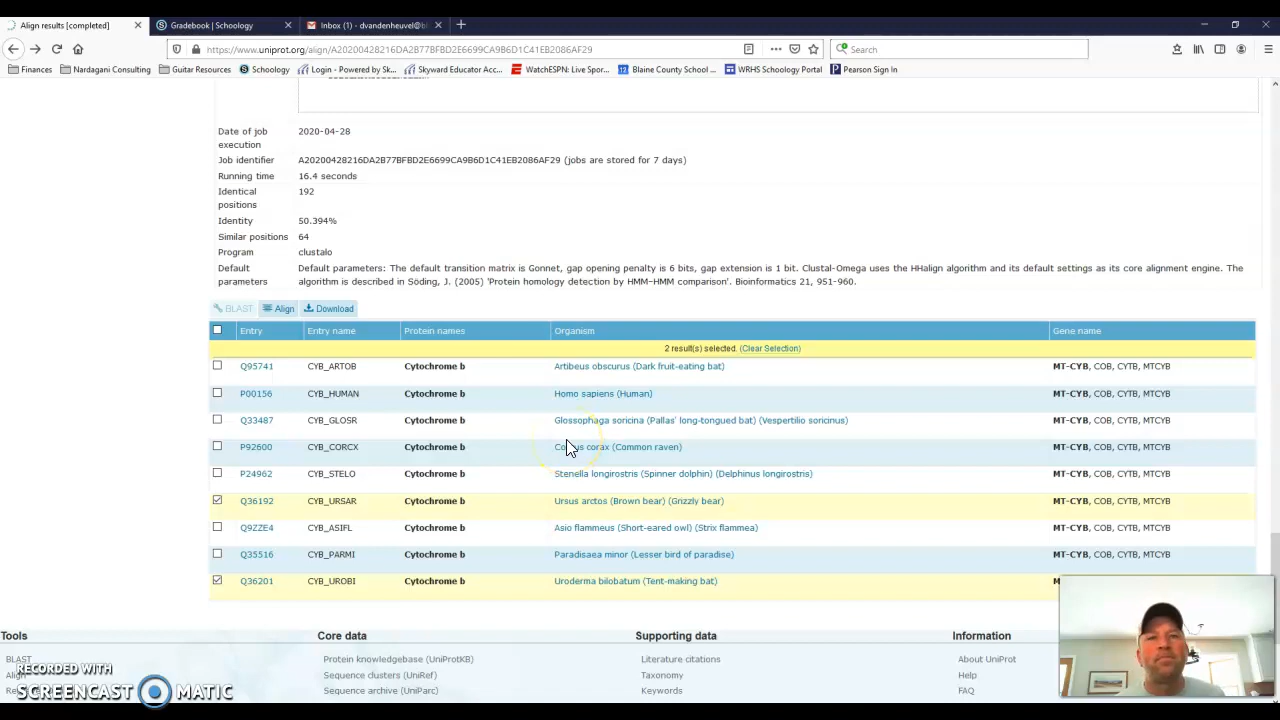 Align results [completed]
Gradebook | Schoology
Inbox (1) - dvandenheuvel@bl
https://www.uniprot.org/align/A20200428216DA2B77BFBD2E6699CA9B6D1C41EB2086AF29
Search
Finances
Nardagani Consulting
Guitar Resources
Schoology
Login - Powered by Sk...
Skyward Educator Acc...
WatchESPN: Live Spor...
Blaine County School ...
WRHS Schoology Portal
Pearson Sign In
Date of job execution 2020-04-28
Job identifier A20200428216DA2B77BFBD2E6699CA9B6D1C41EB2086AF29 (jobs are stored for 7 days)
Running time 16.4 seconds
Identical positions 192
Identity 50.394%
Similar positions 64
Program clustalo
Default parameters Default parameters: The default transition matrix is Gonnet, gap opening penalty is 6 bits, gap extension is 1 bit. Clustal-Omega uses the HHalign algorithm and its default settings as its core alignment engine. The
algorithm is described in Söding, J. (2005) 'Protein homology detection by HMM–HMM comparison'. Bioinformatics 21, 951-960.
BLAST Align Download
Entry Entry name Protein names Organism Gene name
2 result(s) selected. (Clear Selection)
Q95741 CYB_ARTOB Cytochrome b Artibeus obscurus (Dark fruit-eating bat) MT-CYB, COB, CYTB, MTCYB
P00156 CYB_HUMAN Cytochrome b Homo sapiens (Human) MT-CYB, COB, CYTB, MTCYB
Q33487 CYB_GLOSR Cytochrome b Glossophaga soricina (Pallas' long-tongued bat) (Vespertilio soricinus) MT-CYB, COB, CYTB, MTCYB
P92600 CYB_CORCX Cytochrome b corax (Common raven) MT-CYB, COB, CYTB, MTCYB
P24962 CYB_STELO Cytochrome b Stenella longirostris (Spinner dolphin) (Delphinus longirostris) MT-CYB, COB, CYTB, MTCYB
Q36192 CYB_URSAR Cytochrome b Ursus arctos (Brown bear) (Grizzly bear) MT-CYB, COB, CYTB, MTCYB
Q9ZZE4 CYB_ASIFL Cytochrome b Asio flammeus (Short-eared owl) (Strix flammea) MT-CYB, COB, CYTB, MTCYB
Q35516 CYB_PARMI Cytochrome b Paradisaea minor (Lesser bird of paradise) MT-CYB, COB, CYTB, MTCYB
Q36201 CYB_UROBI Cytochrome b Uroderma bilobatum (Tent-making bat)
Tools Core data Supporting data Information
BLAST Protein knowledgebase (UniProtKB) Literature citations About UniProt
Align Sequence clusters (UniRef) Taxonomy Help
Sequence archive (UniParc) Keywords FAQ
RECORDED WITH
SCREENCAST MATIC